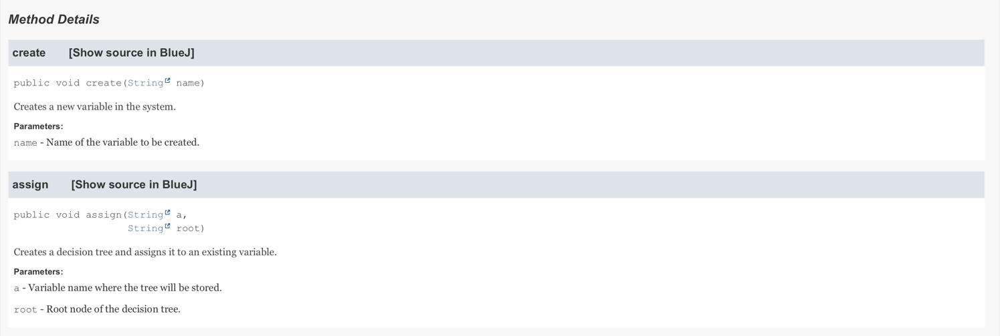 Method Details
create [Show source in BlueJ]
public void create(String name)
Creates a new variable in the system.
Parameters:
name - Name of the variable to be created.
assign [Show source in BlueJ]
public void assign(String a,
String root)
Creates a decision tree and assigns it to an existing variable.
Parameters:
a - Variable name where the tree will be stored.
root - Root node of the decision tree.